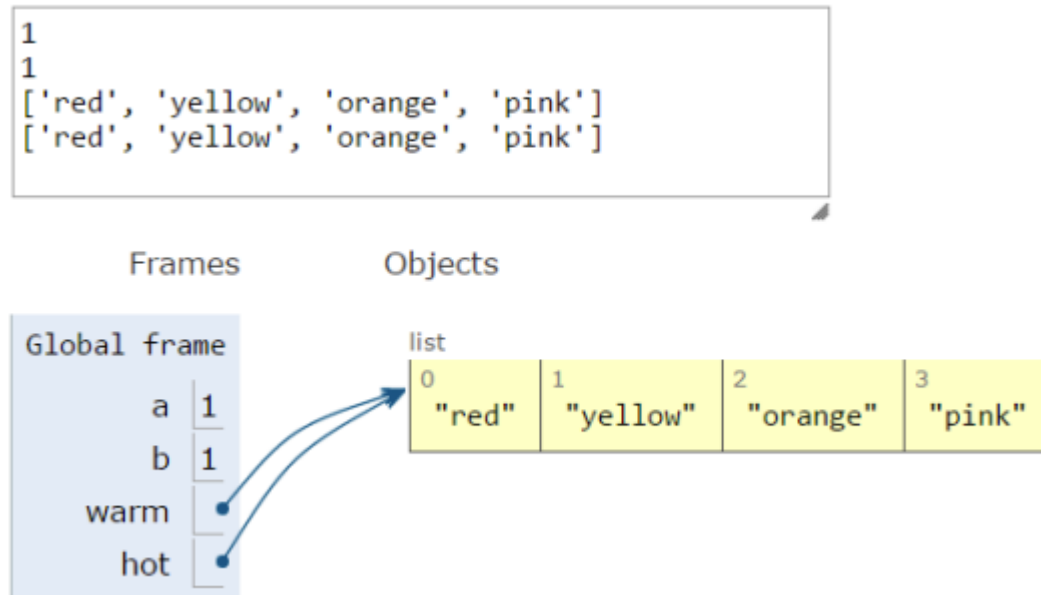 1
1
['red', 'yellow', 'orange', 'pink']
['red', 'yellow', 'orange', 'pink']
Frames Objects
Global frame
a 1
b 1
warm
hot
list
0 1 2 3
"red" "yellow" "orange" "pink"